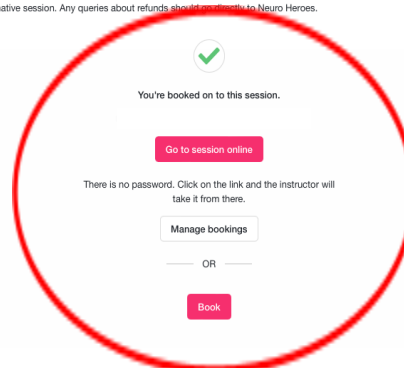 native session. Any queries about refunds should go directly to Neuro Heroes.
You're booked on to this session.
Go to session online
There is no password. Click on the link and the instructor will
take it from there.
Manage bookings
OR
Book